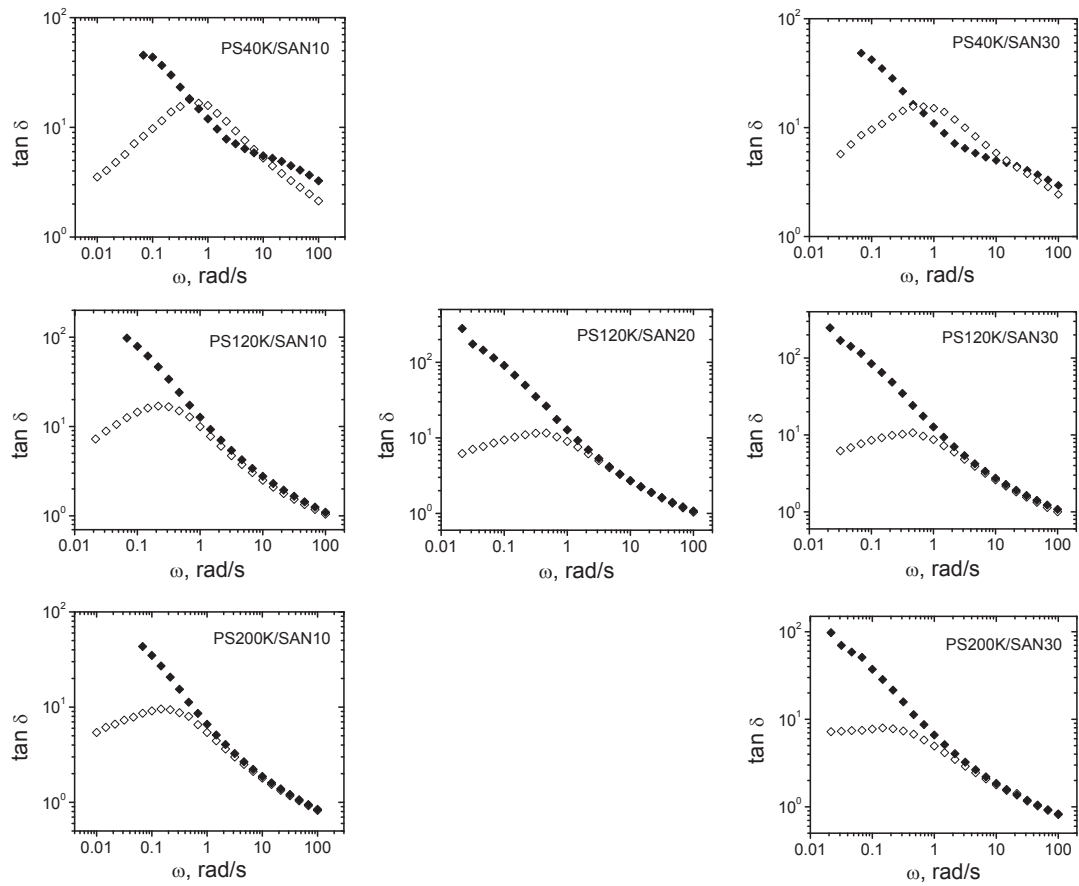 10²
10¹
10⁰
tan δ
PS40K/SAN10
0.01 0.1 1 10 100
ω, rad/s
10²
10¹
10⁰
tan δ
PS40K/SAN30
0.01 0.1 1 10 100
ω, rad/s
10²
10¹
10⁰
tan δ
PS120K/SAN10
0.01 0.1 1 10 100
ω, rad/s
10²
10¹
10⁰
tan δ
PS120K/SAN20
0.01 0.1 1 10 100
ω, rad/s
10²
10¹
10⁰
tan δ
PS120K/SAN30
0.01 0.1 1 10 100
ω, rad/s
10²
10¹
10⁰
tan δ
PS200K/SAN10
0.01 0.1 1 10 100
ω, rad/s
10²
10¹
10⁰
tan δ
PS200K/SAN30
0.01 0.1 1 10 100
ω, rad/s